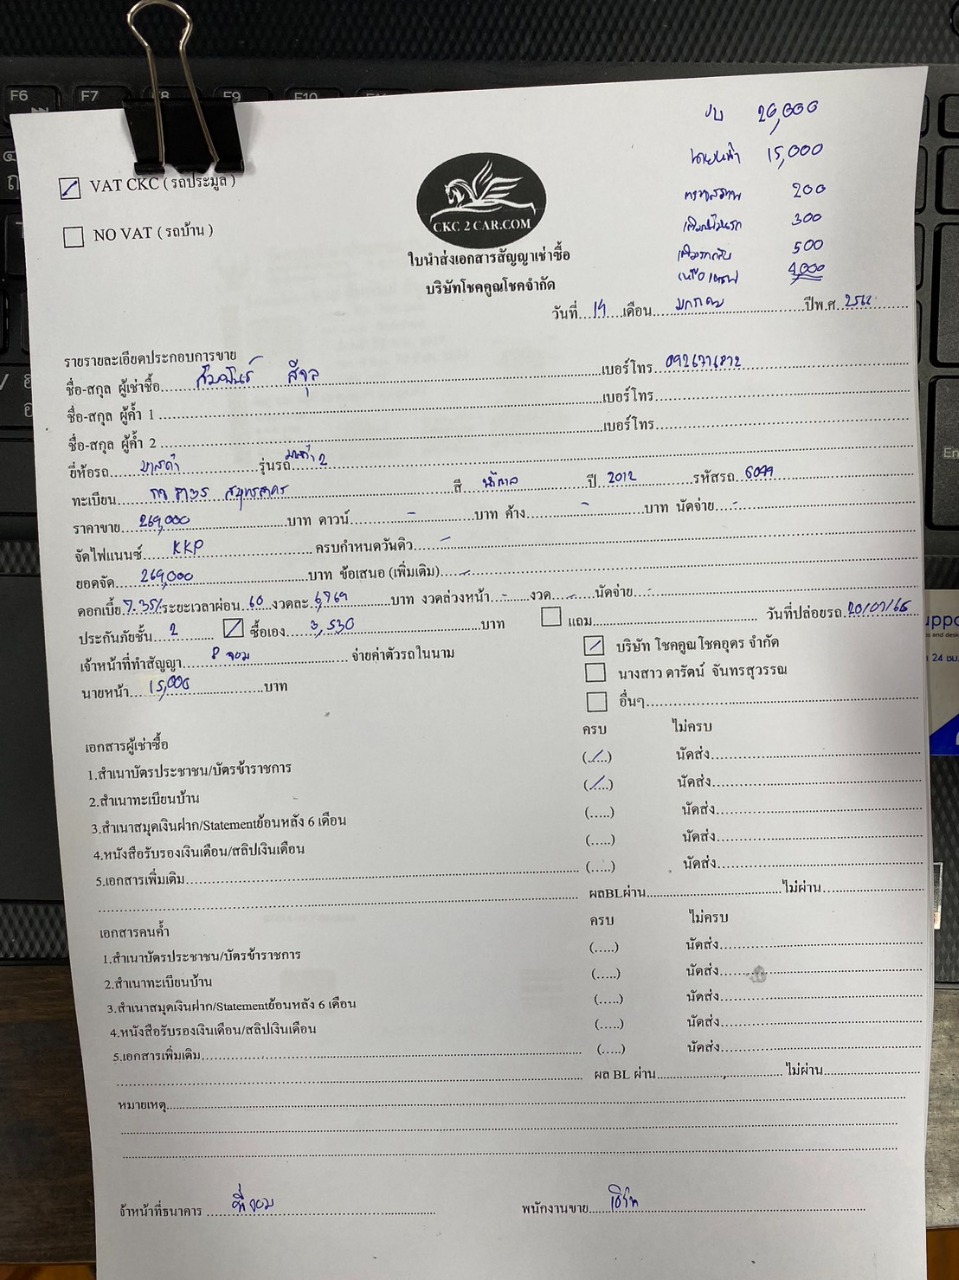 งบ 20,000
นายหน้า 15,000
ตรวจสภาพ 200
300
500
4,000
VAT CKC ( รถประมูล )
NO VAT ( รถบ้าน )
CKC 2 CAR.COM
ใบนำส่งเอกสารสัญญาเช่าซื้อ
บริษัทโชคคูณโชคจำกัด
วันที่...19...เดือน...มกราคม...ปีพ.ศ.
รายรายละเอียดประกอบการขาย
ชื่อ-สกุล ผู้เช่าซื้อ...เบอร์โทร...
ชื่อ-สกุล ผู้ค้ำ 1...เบอร์โทร...
ชื่อ-สกุล ผู้ค้ำ 2...เบอร์โทร...
ยี่ห้อรถ...มาสด้า...รุ่นรถ...มาสด้า 2
ทะเบียน...สมุทรสาคร...สี...น้ำตาล...ปี...2012...รหัสรถ...6099
ราคาขาย...269,000...บาท ดาวน์...-...บาท ค้าง...-...บาท นัดจ่าย...-
จัดไฟแนนซ์...KKP...ครบกำหนดวันดิว...-
ยอดจัด...269,000...บาท ข้อเสนอ (เพิ่มเติม)...-
ดอกเบี้ย 7.35% ระยะเวลาผ่อน...60...งวดละ...6,769...บาท งวดล่วงหน้า...-...งวด...-...นัดจ่าย...-
ประกันภัยชั้น...2... ซื้อเอง...3,530...บาท แถม... วันที่ปล่อยรถ
เจ้าหน้าที่ทำสัญญา...จ่ายค่าตัวรถในนาม บริษัท โชคคูณโชคอุดร จำกัด
นายหน้า...15,000...บาท นางสาว ดารัตน์ จันทรสุวรรณ
อื่นๆ...
เอกสารผู้เช่าซื้อ ครบ ไม่ครบ
1.สำเนาบัตรประชาชน/บัตรข้าราชการ (../..) นัดส่ง...
2.สำเนาทะเบียนบ้าน (../..) นัดส่ง...
3.สำเนาสมุดเงินฝาก/Statementย้อนหลัง 6 เดือน (.....) นัดส่ง...
4.หนังสือรับรองเงินเดือน/สลิปเงินเดือน (.....) นัดส่ง...
5.เอกสารเพิ่มเติม... (.....) นัดส่ง...
ผลBLผ่าน...ไม่ผ่าน...
เอกสารคนค้ำ ครบ ไม่ครบ
1.สำเนาบัตรประชาชน/บัตรข้าราชการ (.....) นัดส่ง...
2.สำเนาทะเบียนบ้าน (.....) นัดส่ง...
3.สำเนาสมุดเงินฝาก/Statementย้อนหลัง 6 เดือน (.....) นัดส่ง...
4.หนังสือรับรองเงินเดือน/สลิปเงินเดือน (.....) นัดส่ง...
5.เอกสารเพิ่มเติม... (.....) นัดส่ง...
ผล BL ผ่าน...ไม่ผ่าน...
หมายเหตุ...
จ้าหน้าที่ธนาคาร... พนักงานขาย...